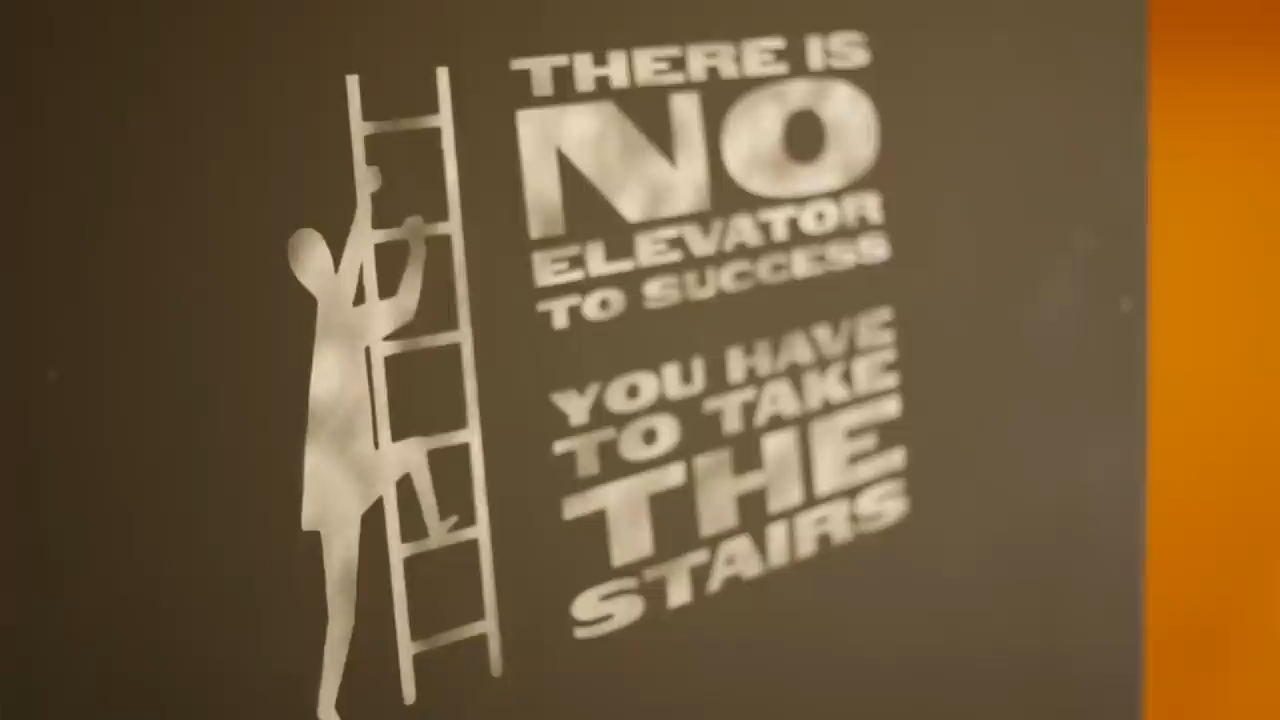 THERE IS
NO
ELEVATOR
TO SUCCESS
YOU HAVE
TO TAKE
THE
STAIRS